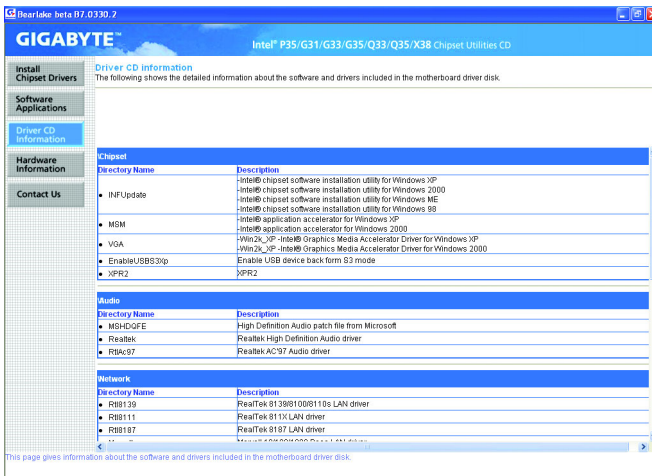 Bearlake beta B7.0330.2
GIGABYTE™
Intel® P35/G31/G33/G35/Q33/Q35/X38 Chipset Utilities CD
Install
Chipset Drivers
Software
Applications
Driver CD
Information
Hardware
Information
Contact Us
Driver CD information
The following shows the detailed information about the software and drivers included in the motherboard driver disk.
\Chipset
Directory Name Description
• INFUpdate
-Intel® chipset software installation utility for Windows XP
-Intel® chipset software installation utility for Windows 2000
-Intel® chipset software installation utility for Windows ME
-Intel® chipset software installation utility for Windows 98
• MSM
-Intel® application accelerator for Windows XP
-Intel® application accelerator for Windows 2000
• VGA
-Win2k_XP -Intel® Graphics Media Accelerator Driver for Windows XP
-Win2k_XP -Intel® Graphics Media Accelerator Driver for Windows 2000
• EnableUSBS3Xp Enable USB device back form S3 mode
• XPR2 XPR2
\Audio
Directory Name Description
• MSHDQFE High Definition Audio patch file from Microsoft
• Realtek Realtek High Definition Audio driver
• RtlAc97 Realtek AC'97 Audio driver
\Network
Directory Name Description
• Rtl8139 RealTek 8139/8100/8110s LAN driver
• Rtl8111 RealTek 811X LAN driver
• Rtl8187 RealTek 8187 LAN driver
This page gives information about the software and drivers included in the motherboard driver disk.